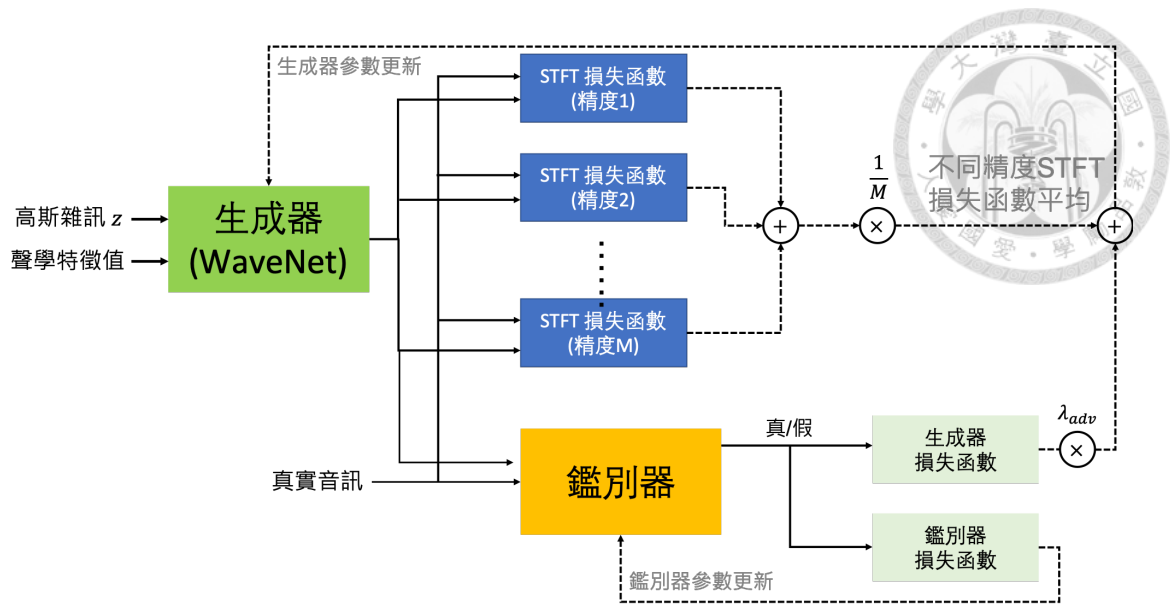 生成器參數更新
STFT 損失函數
(精度1)
STFT 損失函數
(精度2)
STFT 損失函數
(精度M)
高斯雜訊 z
聲學特徵值
生成器
(WaveNet)
+
1
M
×
不同精度STFT
損失函數平均
+
真實音訊
鑑別器
真/假
生成器
損失函數
λadv
×
鑑別器
損失函數
鑑別器參數更新